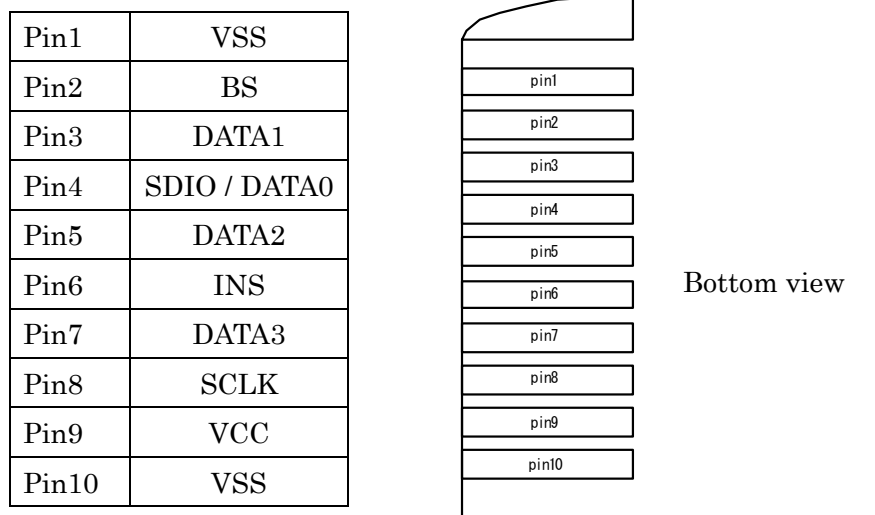 Pin1 VSS
Pin2 BS
Pin3 DATA1
Pin4 SDIO / DATA0
Pin5 DATA2
Pin6 INS
Pin7 DATA3
Pin8 SCLK
Pin9 VCC
Pin10 VSS
pin1
pin2
pin3
pin4
pin5
pin6
pin7
pin8
pin9
pin10
Bottom view